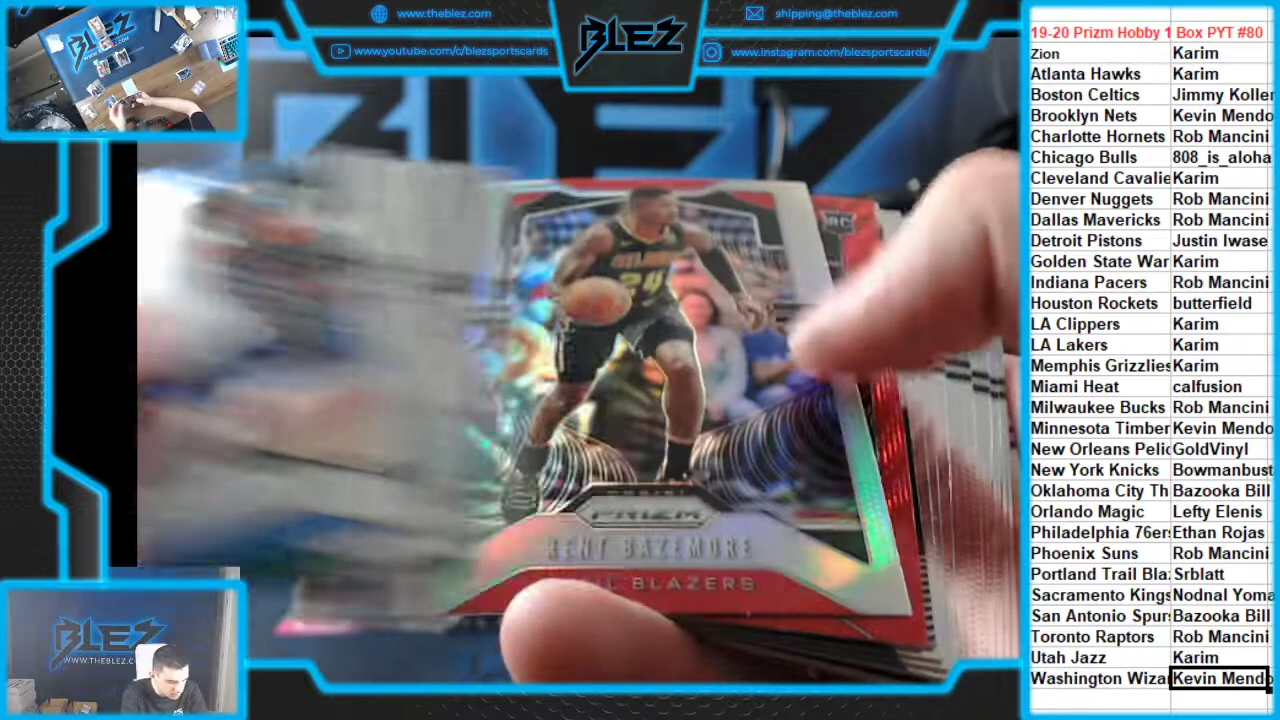 www.theblez.com
shipping@theblez.com
www.youtube.com/c/blezsportscards
BLEZ
www.instagram.com/blezsportscards/
19-20 Prizm Hobby 1 Box PYT #80
Zion Karim
Atlanta Hawks Karim
Boston Celtics Jimmy Koller
Brooklyn Nets Kevin Mendo
Charlotte Hornets Rob Mancini
Chicago Bulls 808_is_aloha
Cleveland Cavalie Karim
Denver Nuggets Rob Mancini
Dallas Mavericks Rob Mancini
Detroit Pistons Justin Iwase
Golden State War Karim
Indiana Pacers Rob Mancini
Houston Rockets butterfield
LA Clippers Karim
LA Lakers Karim
Memphis Grizzlies Karim
Miami Heat calfusion
Milwaukee Bucks Rob Mancini
Minnesota Timber Kevin Mendo
New Orleans Pelic GoldVinyl
New York Knicks Bowmanbust
Oklahoma City Th Bazooka Bill
Orlando Magic Lefty Elenis
Philadelphia 76ers Ethan Rojas
Phoenix Suns Rob Mancini
Portland Trail Bla Srblatt
Sacramento Kings Nodnal Yoma
San Antonio Spurs Bazooka Bill
Toronto Raptors Rob Mancini
Utah Jazz Karim
Washington Wiza Kevin Mendo
RC
ATLANTA
24
PRIZM
KENT BAZEMORE
IL BLAZERS
BLEZ
WWW.THEBLEZ.COM